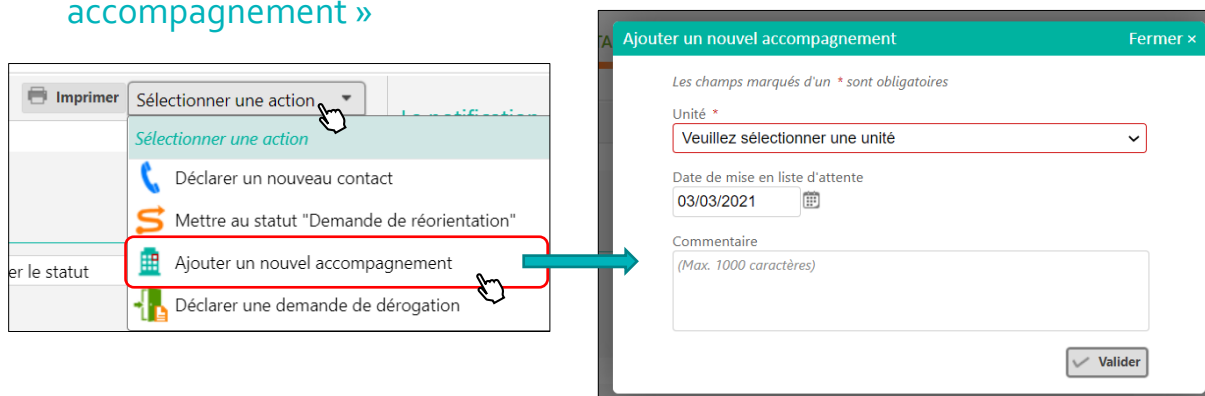 accompagnement »
Imprimer
Sélectionner une action
Sélectionner une action
Déclarer un nouveau contact
Mettre au statut "Demande de réorientation"
er le statut
Ajouter un nouvel accompagnement
Déclarer une demande de dérogation
Ajouter un nouvel accompagnement Fermer ×
Les champs marqués d'un * sont obligatoires
Unité *
Veuillez sélectionner une unité
Date de mise en liste d'attente
03/03/2021
Commentaire
(Max. 1000 caractères)
Valider